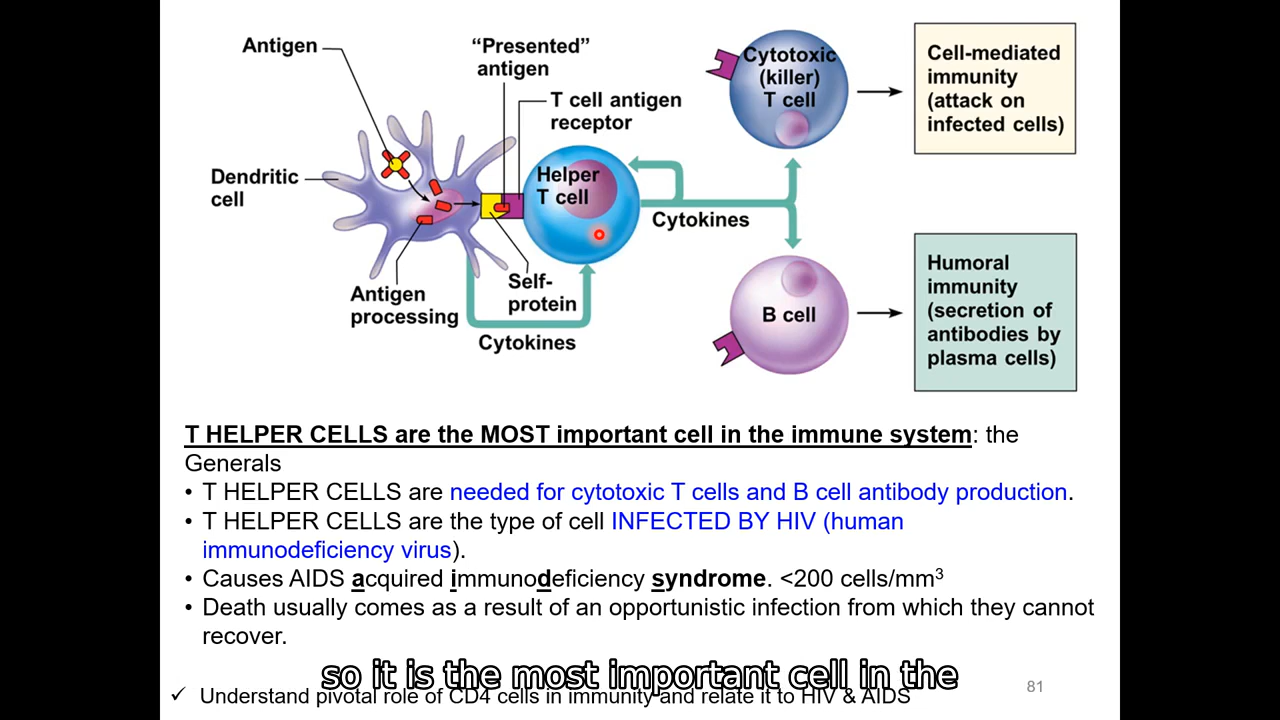 Antigen
"Presented"
antigen
T cell antigen
receptor
Dendritic
cell
Helper
T cell
Cytokines
Self-
protein
Antigen
processing
Cytokines
Cytotoxic
(killer)
T cell
Cell-mediated
immunity
(attack on
infected cells)
B cell
Humoral
immunity
(secretion of
antibodies by
plasma cells)
T HELPER CELLS are the MOST important cell in the immune system: the
Generals
• T HELPER CELLS are needed for cytotoxic T cells and B cell antibody production.
• T HELPER CELLS are the type of cell INFECTED BY HIV (human
immunodeficiency virus).
• Causes AIDS acquired immunodeficiency syndrome. <200 cells/mm³
• Death usually comes as a result of an opportunistic infection from which they cannot
recover.
so it is the most important cell in the
✓ Understand pivotal role of CD4 cells in immunity and relate it to HIV & AIDS
81